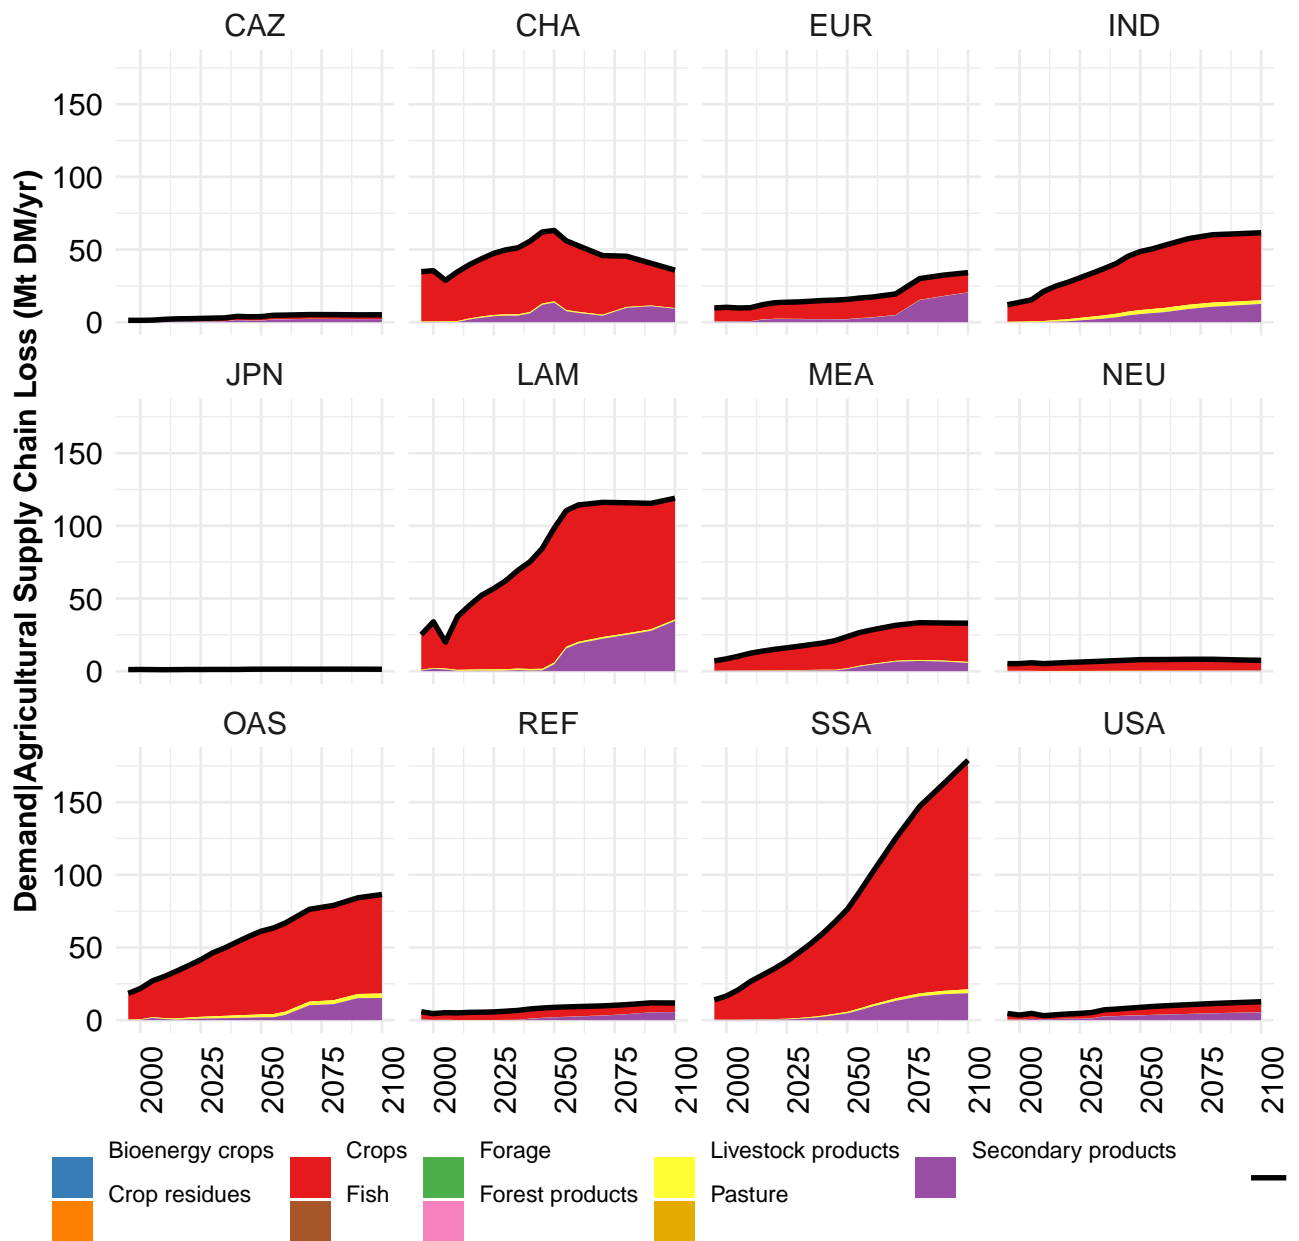 CAZ CHA EUR IND
150
100
50
0
JPN LAM MEA NEU
150
100
50
0
OAS REF SSA USA
150
100
50
0
Demand|Agricultural Supply Chain Loss (Mt DM/yr)
2000 2025 2050 2075 2100 2000 2025 2050 2075 2100 2000 2025 2050 2075 2100 2000 2025 2050 2075 2100
Bioenergy crops Crops Forage Livestock products Secondary products
Crop residues Fish Forest products Pasture